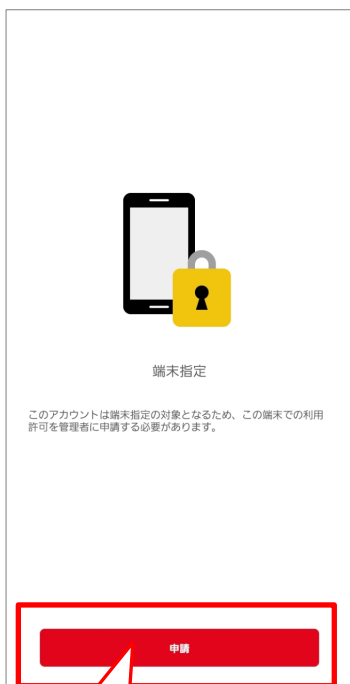 端末指定
このアカウントは端末指定の対象となるため、この端末での利用
許可を管理者に申請する必要があります。
申請